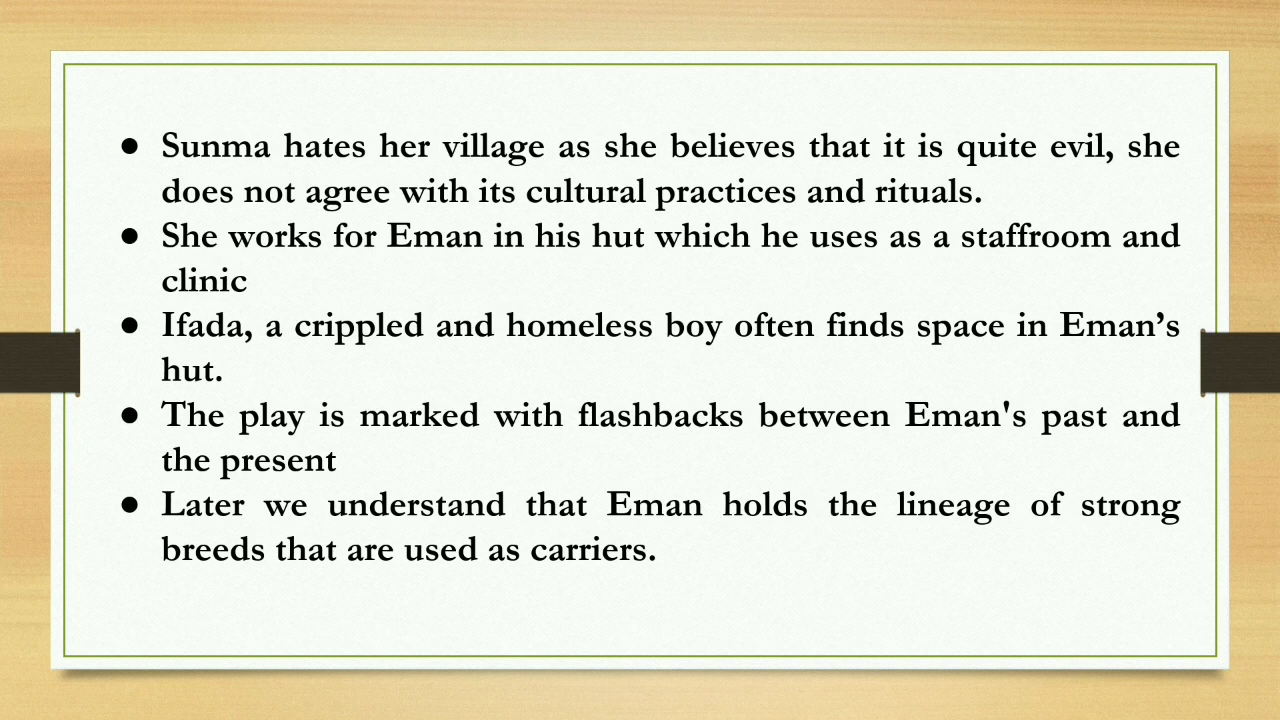 ● Sunma hates her village as she believes that it is quite evil, she
does not agree with its cultural practices and rituals.
● She works for Eman in his hut which he uses as a staffroom and
clinic
● Ifada, a crippled and homeless boy often finds space in Eman’s
hut.
● The play is marked with flashbacks between Eman's past and
the present
● Later we understand that Eman holds the lineage of strong
breeds that are used as carriers.